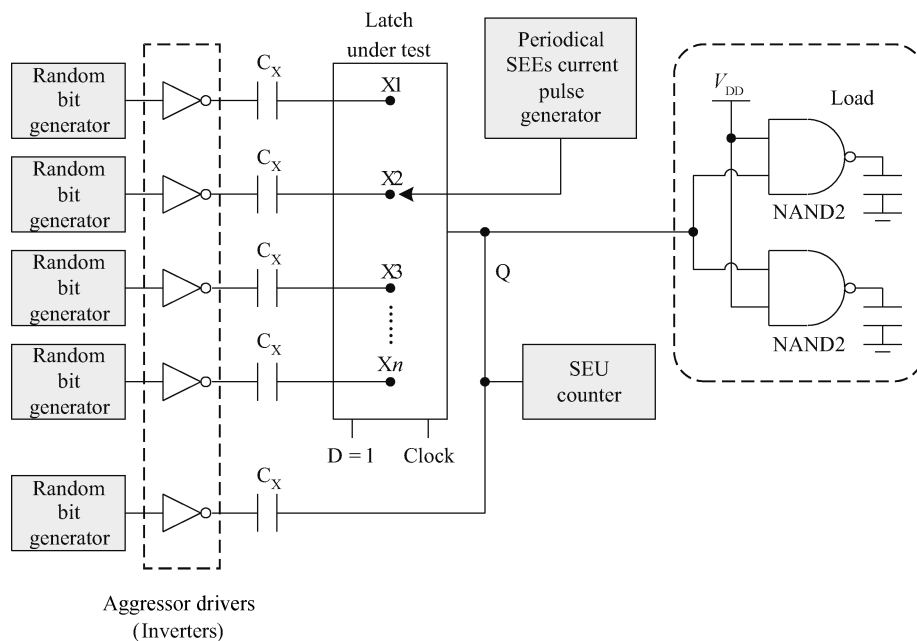 Latch
under test
Periodical
SEEs current
pulse
generator
Random
bit
generator
C_X
X1
V_DD
Load
NAND2
Random
bit
generator
C_X
X2
Random
bit
generator
C_X
X3
Q
NAND2
Random
bit
generator
C_X
Xn
SEU
counter
D = 1
Clock
Random
bit
generator
C_X
Aggressor drivers
(Inverters)